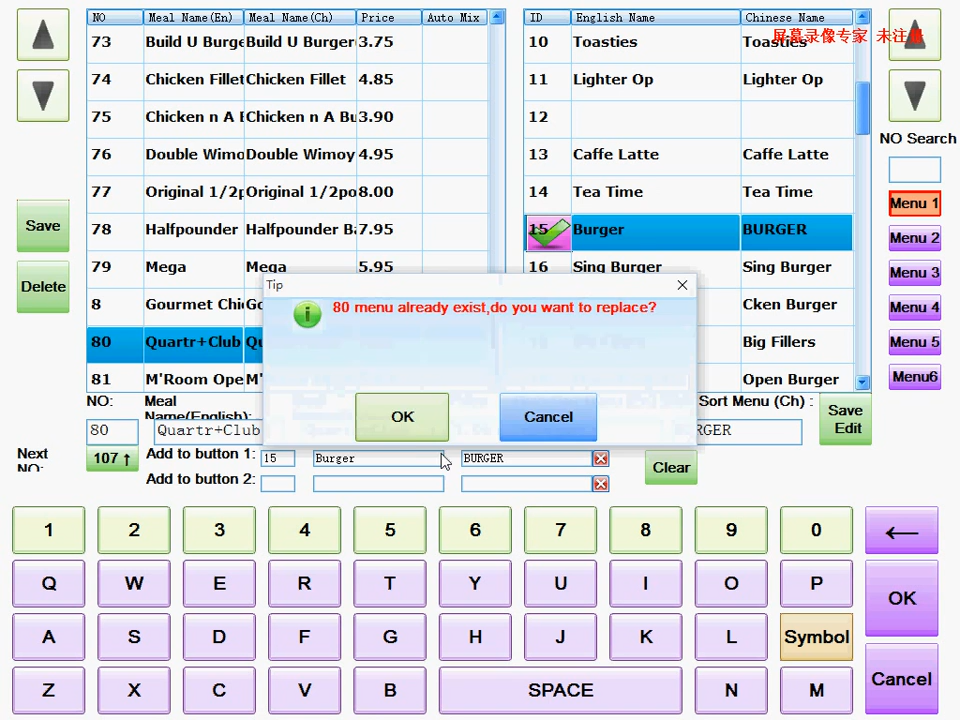 NO Meal Name(En) Meal Name(Ch) Price Auto Mix
73 Build U Burge Build U Burger 3.75
74 Chicken Fillet Chicken Fillet 4.85
75 Chicken n A B Chicken n A Bu 3.90
76 Double Wimo Double Wimoy 4.95
77 Original 1/2p Original 1/2po 8.00
78 Halfpounder Halfpounder Ba 7.95
79 Mega Mega 5.95
8 Gourmet Chi Go
80 Quartr+Club Qu
81 M'Room Ope M'
ID English Name Chinese Name
10 Toasties Toasties
11 Lighter Op Lighter Op
12
13 Caffe Latte Caffe Latte
14 Tea Time Tea Time
15 Burger BURGER
16 Sing Burger Sing Burger
Cken Burger
Big Fillers
Open Burger
屏幕录像专家 未注册
NO Search
Menu 1
Menu 2
Menu 3
Menu 4
Menu 5
Menu6
Save
Delete
Tip
80 menu already exist,do you want to replace?
OK Cancel
NO: Meal Name(English): Sort Menu (Ch) :
80 Quartr+Club RGER
Save Edit
Next NO: 107 ↑
Add to button 1: 15 Burger BURGER
Add to button 2:
Clear
1 2 3 4 5 6 7 8 9 0 ←
Q W E R T Y U I O P OK
A S D F G H J K L Symbol
Z X C V B SPACE N M Cancel